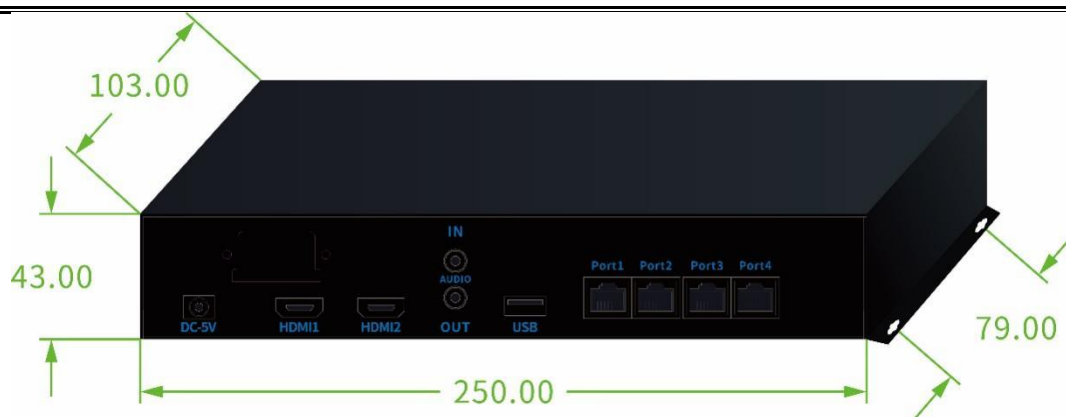 103.00
IN
43.00
AUDIO
Port1 Port2 Port3 Port4
DC-5V HDMI1 HDMI2 OUT USB
79.00
250.00